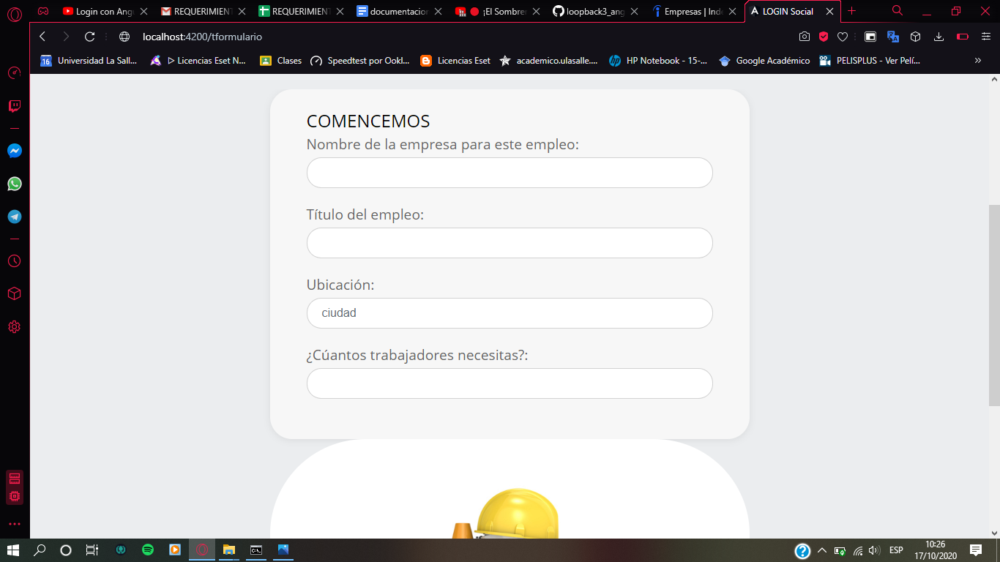 Login con Ang
REQUERIMIENT
REQUERIMIENT
documentacion
¡El Sombrer
loopback3_ang
Empresas | Inde
LOGIN Social
localhost:4200/tformulario
16
Universidad La Sall...
ᐅ Licencias Eset N...
Clases
Speedtest por Ookl...
Licencias Eset
academico.ulasalle....
HP Notebook - 15-...
Google Académico
PELISPLUS - Ver Pelí...
»
COMENCEMOS
Nombre de la empresa para este empleo:
Título del empleo:
Ubicación:
ciudad
¿Cúantos trabajadores necesitas?:
ESP
10:26
17/10/2020